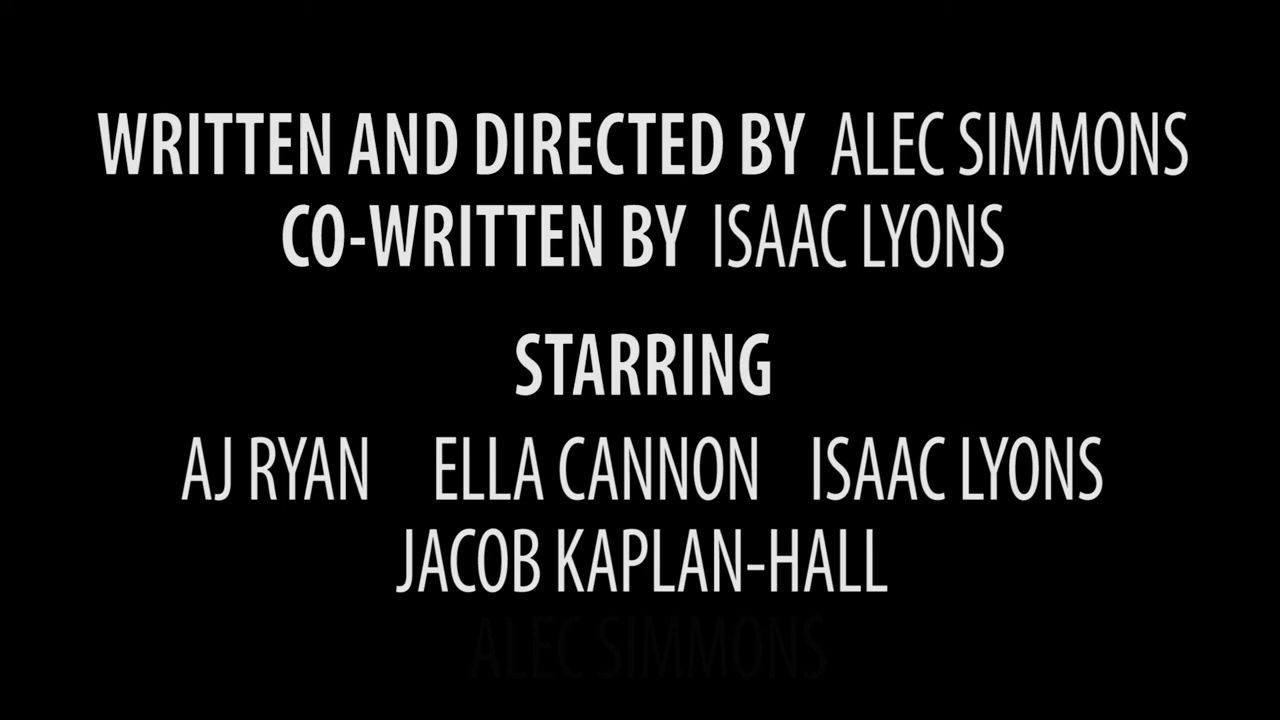 WRITTEN AND DIRECTED BY ALEC SIMMONS
CO-WRITTEN BY ISAAC LYONS
STARRING
AJ RYAN ELLA CANNON ISAAC LYONS
JACOB KAPLAN-HALL
ALEC SIMMONS